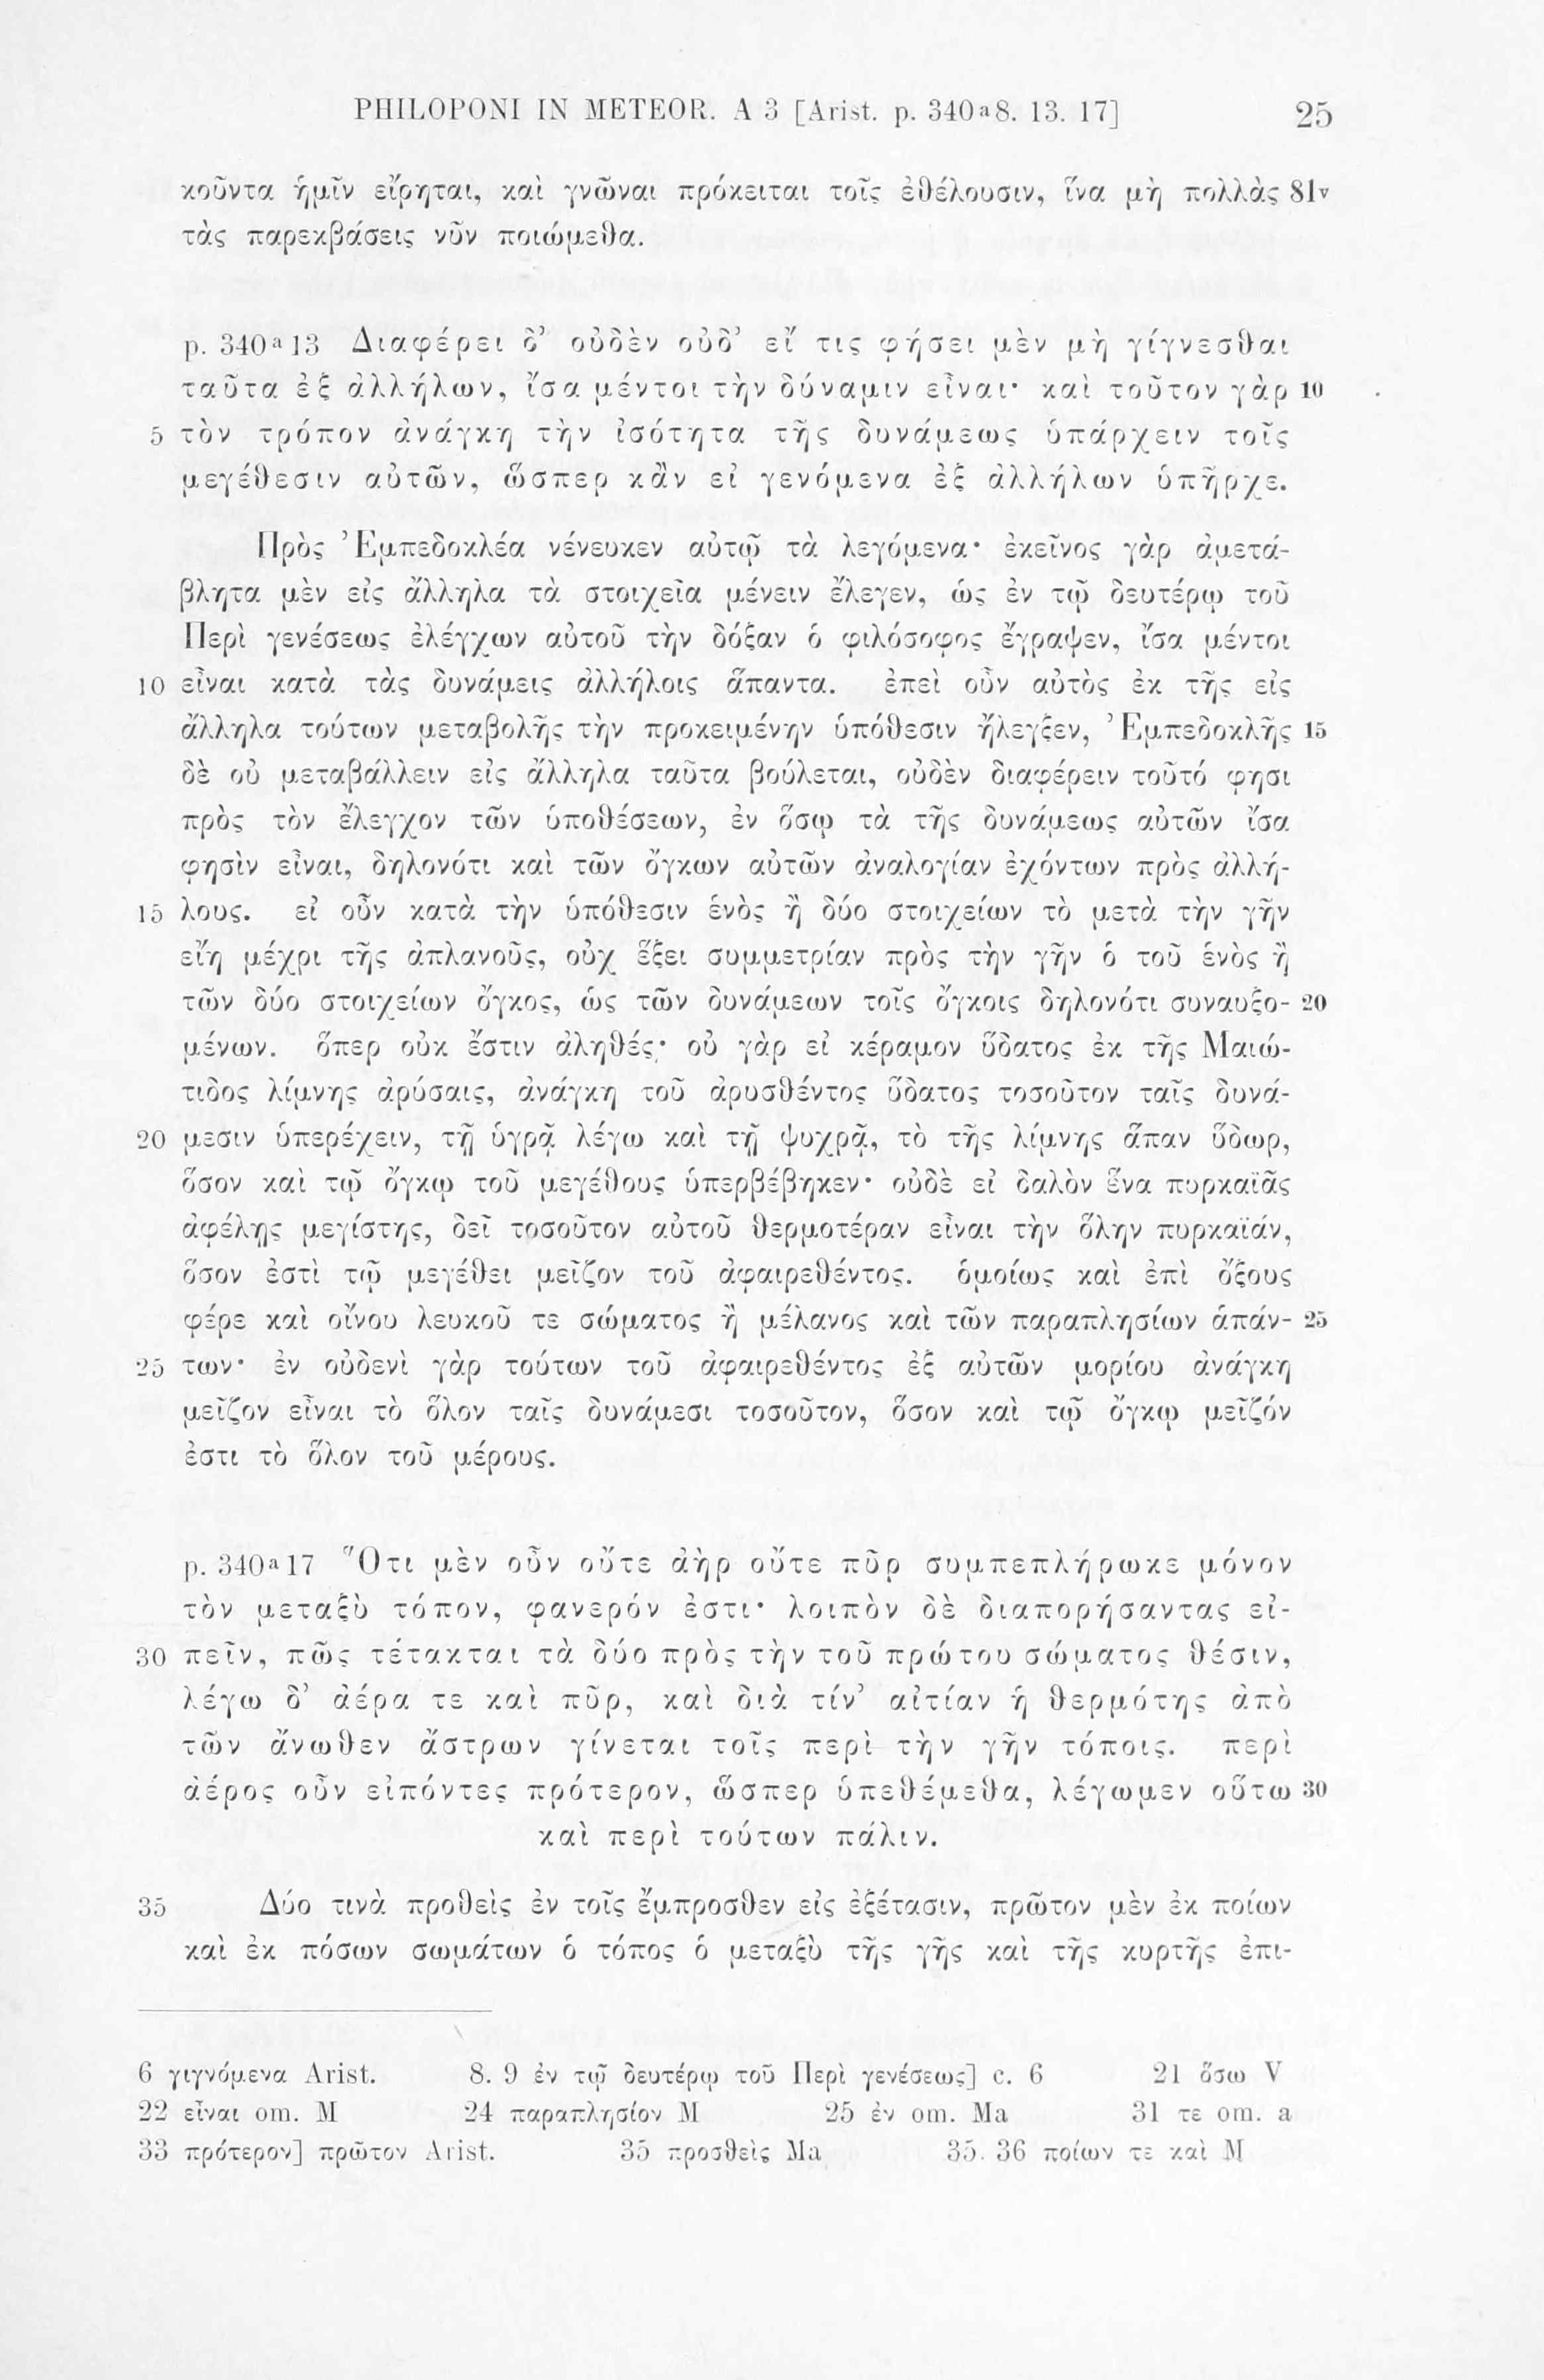 PHILOPONI IN METEOR. A 3 [Arist. p. 340a8. 13. 17] 25
κοῦντα ἡμῖν εἴρηται, καὶ γνῶναι πρόκειται τοῖς ἐθέλουσιν, ἵνα μὴ πολλὰς 81v
τὰς παρεκβάσεις νῦν ποιώμεθα.
p. 340a13 Διαφέρει δ’ οὐδὲν οὐδ’ εἴ τις φήσει μὲν μὴ γίγνεσθαι
ταῦτα ἐξ ἀλλήλων, ἴσα μέντοι τὴν δύναμιν εἶναι· καὶ τοῦτον γὰρ 10
5 τὸν τρόπον ἀνάγκη τὴν ἰσότητα τῆς δυνάμεως ὑπάρχειν τοῖς
μεγέθεσιν αὐτῶν, ὥσπερ κἂν εἰ γενόμενα ἐξ ἀλλήλων ὑπῆρχε.
Πρὸς Ἐμπεδοκλέα νένευκεν αὐτῷ τὰ λεγόμενα· ἐκεῖνος γὰρ ἀμετά-
βλητα μὲν εἰς ἄλληλα τὰ στοιχεῖα μένειν ἔλεγεν, ὡς ἐν τῷ δευτέρῳ τοῦ
Περὶ γενέσεως ἐλέγχων αὐτοῦ τὴν δόξαν ὁ φιλόσοφος ἔγραψεν, ἴσα μέντοι
10 εἶναι κατὰ τὰς δυνάμεις ἀλλήλοις ἅπαντα. ἐπεὶ οὖν αὐτὸς ἐκ τῆς εἰς
ἄλληλα τούτων μεταβολῆς τὴν προκειμένην ὑπόθεσιν ἤλεγξεν, Ἐμπεδοκλῆς 15
δὲ οὐ μεταβάλλειν εἰς ἄλληλα ταῦτα βούλεται, οὐδὲν διαφέρειν τοῦτό φησι
πρὸς τὸν ἔλεγχον τῶν ὑποθέσεων, ἐν ὅσῳ τὰ τῆς δυνάμεως αὐτῶν ἴσα
φησὶν εἶναι, δηλονότι καὶ τῶν ὄγκων αὐτῶν ἀναλογίαν ἐχόντων πρὸς ἀλλή-
15 λους. εἰ οὖν κατὰ τὴν ὑπόθεσιν ἑνὸς ἢ δύο στοιχείων τὸ μετὰ τὴν γῆν
εἴη μέχρι τῆς ἀπλανοῦς, οὐχ ἕξει συμμετρίαν πρὸς τὴν γῆν ὁ τοῦ ἑνὸς ἢ
τῶν δύο στοιχείων ὄγκος, ὡς τῶν δυνάμεων τοῖς ὄγκοις δηλονότι συναυξο- 20
μένων. ὅπερ οὐκ ἔστιν ἀληθές· οὐ γὰρ εἰ κέραμον ὕδατος ἐκ τῆς Μαιώ-
τιδος λίμνης ἀρύσαις, ἀνάγκη τοῦ ἀρυσθέντος ὕδατος τοσοῦτον ταῖς δυνά-
20 μεσιν ὑπερέχειν, τῇ ὑγρᾷ λέγω καὶ τῇ ψυχρᾷ, τὸ τῆς λίμνης ἅπαν ὕδωρ,
ὅσον καὶ τῷ ὄγκῳ τοῦ μεγέθους ὑπερβέβηκεν· οὐδὲ εἰ δαλὸν ἕνα πυρκαϊᾶς
ἀφέλῃς μεγίστης, δεῖ τοσοῦτον αὐτοῦ θερμοτέραν εἶναι τὴν ὅλην πυρκαϊάν,
ὅσον ἐστὶ τῷ μεγέθει μεῖζον τοῦ ἀφαιρεθέντος. ὁμοίως καὶ ἐπὶ ὄξους
φέρε καὶ οἴνου λευκοῦ τε σώματος ἢ μέλανος καὶ τῶν παραπλησίων ἁπάν- 25
25 των· ἐν οὐδενὶ γὰρ τούτων τοῦ ἀφαιρεθέντος ἐξ αὐτῶν μορίου ἀνάγκη
μεῖζον εἶναι τὸ ὅλον ταῖς δυνάμεσι τοσοῦτον, ὅσον καὶ τῷ ὄγκῳ μεῖζόν
ἐστι τὸ ὅλον τοῦ μέρους.
p. 340a17 Ὅτι μὲν οὖν οὔτε ἀὴρ οὔτε πῦρ συμπεπλήρωκε μόνον
τὸν μεταξὺ τόπον, φανερόν ἐστι· λοιπὸν δὲ διαπορήσαντας εἰ-
30 πεῖν, πῶς τέτακται τὰ δύο πρὸς τὴν τοῦ πρώτου σώματος θέσιν,
λέγω δ’ ἀέρα τε καὶ πῦρ, καὶ διὰ τίν’ αἰτίαν ἡ θερμότης ἀπὸ
τῶν ἄνωθεν ἄστρων γίνεται τοῖς περὶ τὴν γῆν τόποις. περὶ
ἀέρος οὖν εἰπόντες πρότερον, ὥσπερ ὑπεθέμεθα, λέγωμεν οὕτω 30
καὶ περὶ τούτων πάλιν.
35 Δύο τινὰ προθεὶς ἐν τοῖς ἔμπροσθεν εἰς ἐξέτασιν, πρῶτον μὲν ἐκ ποίων
καὶ ἐκ πόσων σωμάτων ὁ τόπος ὁ μεταξὺ τῆς γῆς καὶ τῆς κυρτῆς ἐπι-
6 γιγνόμενα Arist. 8. 9 ἐν τῷ δευτέρῳ τοῦ Περὶ γενέσεως] c. 6 21 ὅσω V
22 εἶναι om. M 24 παραπλησίον M 25 ἐν om. Ma 31 τε om. a
33 πρότερον] πρῶτον Arist. 35 προσθεὶς Ma 35. 36 ποίων τε καὶ M